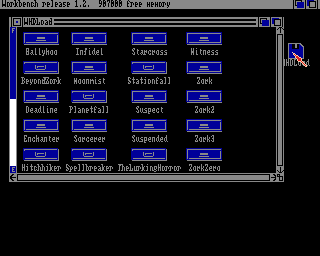 Workbench release 1.2. 907000 free memory
WHDLoad
F
Ballyhoo Infidel Starcross Witness
BeyondZork Moonmist Stationfall Zork
WHDLoad
Deadline Planetfall Suspect Zork2
Enchanter Sorcerer Suspended Zork3
E
Hitchhiker Spellbreaker TheLurkingHorror ZorkZero